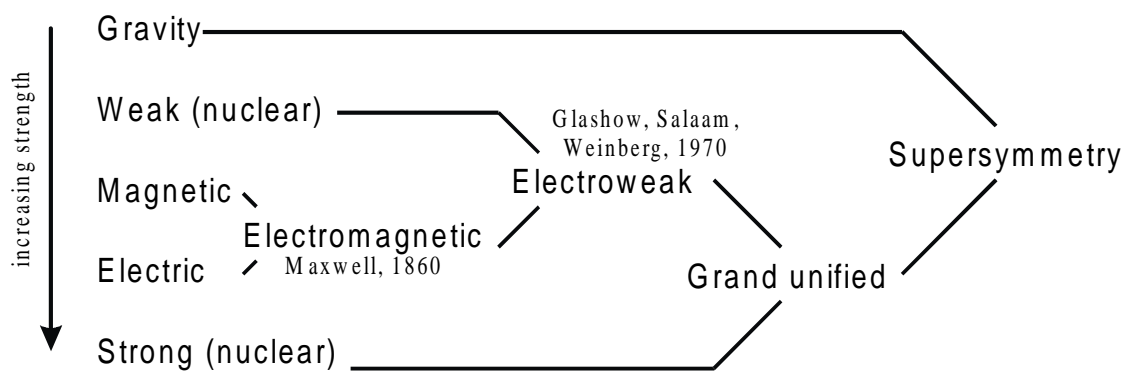 increasing strength
Gravity
Weak (nuclear)
Glashow, Salaam,
Weinberg, 1970
Electroweak
Supersymmetry
Magnetic
Electromagnetic
Maxwell, 1860
Electric
Grand unified
Strong (nuclear)